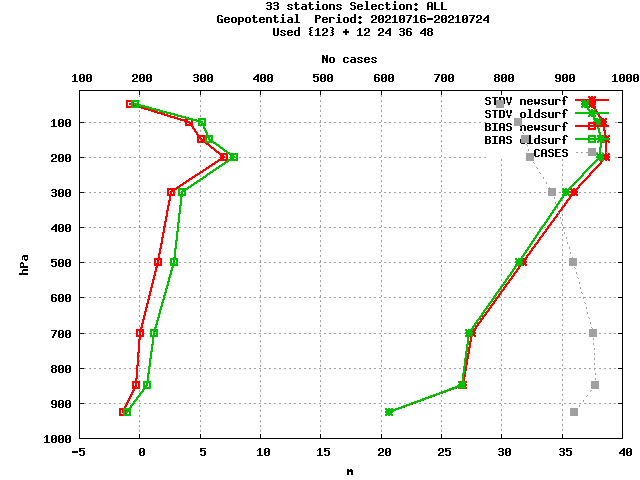 33 stations Selection: ALL
Geopotential Period: 20210716-20210724
Used {12} + 12 24 36 48
No cases
100 200 300 400 500 600 700 800 900 1000
STDV newsurf
STDV oldsurf
BIAS newsurf
BIAS oldsurf
CASES
100
200
300
400
500
600
700
800
900
1000
hPa
-5 0 5 10 15 20 25 30 35 40
m